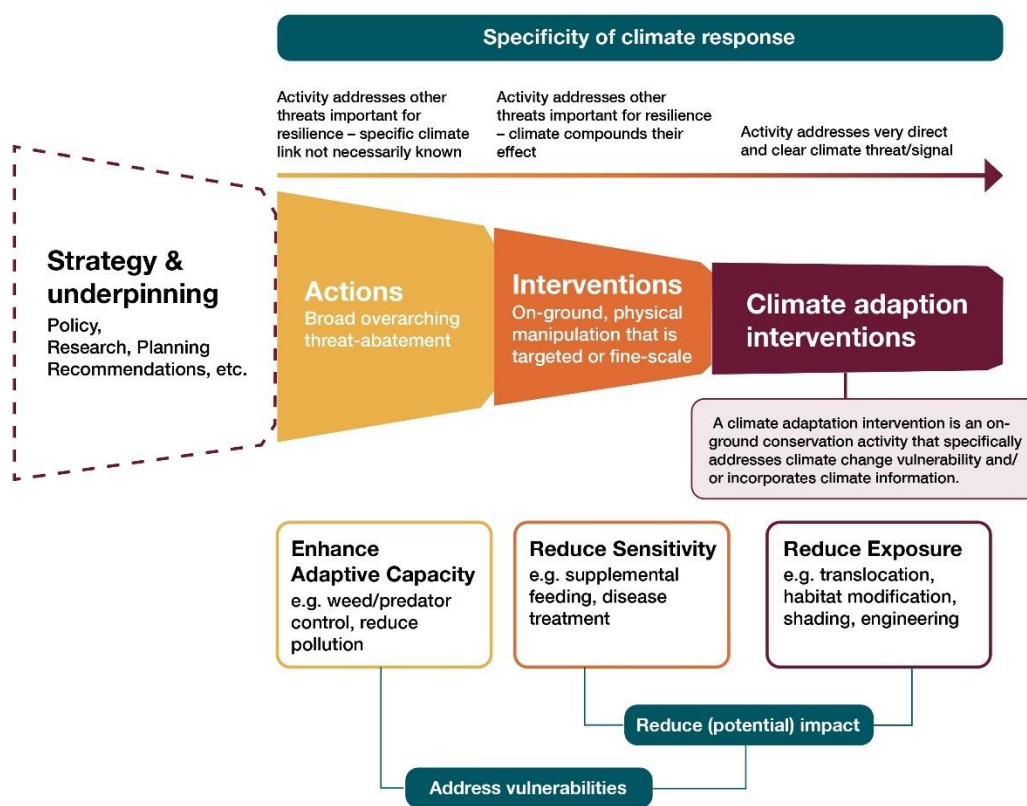 Specificity of climate response
Activity addresses other
threats important for
resilience – specific climate
link not necessarily known
Activity addresses other
threats important for resilience
– climate compounds their
effect
Activity addresses very direct
and clear climate threat/signal
Strategy &
underpinning
Policy,
Research, Planning
Recommendations, etc.
Actions
Broad overarching
threat-abatement
Interventions
On-ground, physical
manipulation that is
targeted or fine-scale
Climate adaption
interventions
A climate adaptation intervention is an on-
ground conservation activity that specifically
addresses climate change vulnerability and/
or incorporates climate information.
Enhance
Adaptive Capacity
e.g. weed/predator
control, reduce
pollution
Reduce Sensitivity
e.g. supplemental
feeding, disease
treatment
Reduce Exposure
e.g. translocation,
habitat modification,
shading, engineering
Reduce (potential) impact
Address vulnerabilities